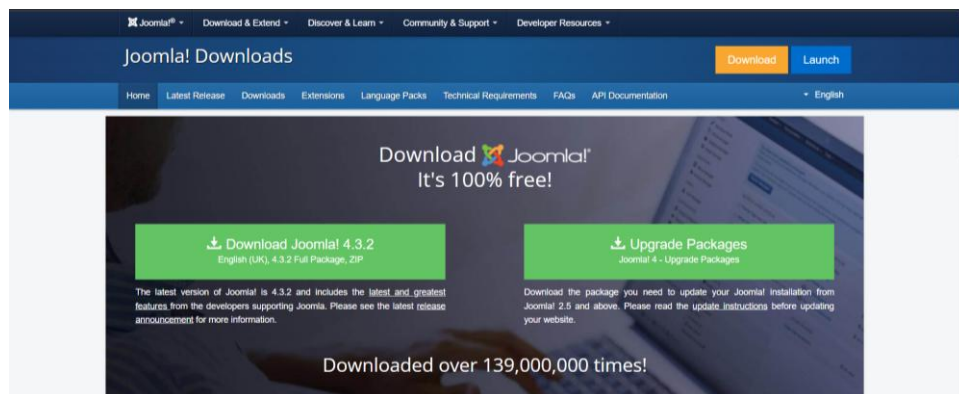 Joomla!® Download & Extend Discover & Learn Community & Support Developer Resources
Joomla! Downloads
Download Launch
Home Latest Release Downloads Extensions Language Packs Technical Requirements FAQs API Documentation English
Download Joomla!®
It's 100% free!
Download Joomla! 4.3.2
English (UK), 4.3.2 Full Package, ZIP
The latest version of Joomla! is 4.3.2 and includes the latest and greatest
features from the developers supporting Joomla. Please see the latest release
announcement for more information.
Upgrade Packages
Joomla! 4 - Upgrade Packages
Download the package you need to update your Joomla! installation from
Joomla! 2.5 and above. Please read the update instructions before updating
your website.
Downloaded over 139,000,000 times!